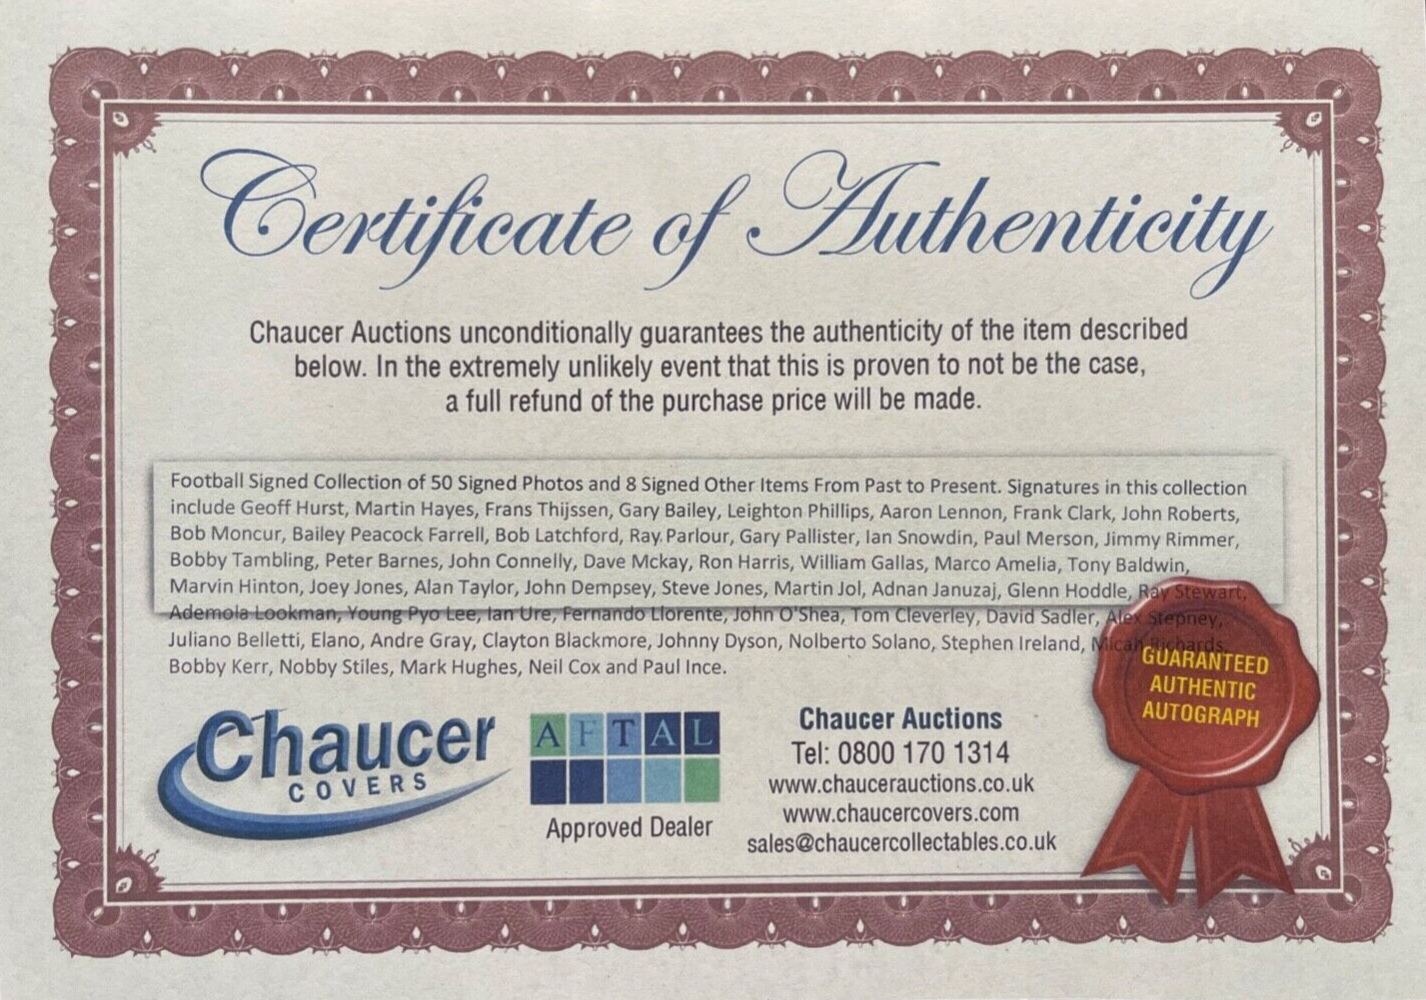 Certificate of Authenticity
Chaucer Auctions unconditionally guarantees the authenticity of the item described
below. In the extremely unlikely event that this is proven to not be the case,
a full refund of the purchase price will be made.
Football Signed Collection of 50 Signed Photos and 8 Signed Other Items From Past to Present. Signatures in this collection
include Geoff Hurst, Martin Hayes, Frans Thijssen, Gary Bailey, Leighton Phillips, Aaron Lennon, Frank Clark, John Roberts,
Bob Moncur, Bailey Peacock Farrell, Bob Latchford, Ray Parlour, Gary Pallister, Ian Snowdin, Paul Merson, Jimmy Rimmer,
Bobby Tambling, Peter Barnes, John Connelly, Dave Mckay, Ron Harris, William Gallas, Marco Amelia, Tony Baldwin,
Marvin Hinton, Joey Jones, Alan Taylor, John Dempsey, Steve Jones, Martin Jol, Adnan Januzaj, Glenn Hoddle, Ray Stewart,
Ademola Lookman, Young Pyo Lee, Ian Ure, Fernando Llorente, John O'Shea, Tom Cleverley, David Sadler, Alex Stepney,
Juliano Belletti, Elano, Andre Gray, Clayton Blackmore, Johnny Dyson, Nolberto Solano, Stephen Ireland, Micah Richards,
Bobby Kerr, Nobby Stiles, Mark Hughes, Neil Cox and Paul Ince.
GUARANTEED
AUTHENTIC
AUTOGRAPH
Chaucer
COVERS
AFTAL
Approved Dealer
Chaucer Auctions
Tel: 0800 170 1314
www.chaucerauctions.co.uk
www.chaucercovers.com
sales@chaucercollectables.co.uk